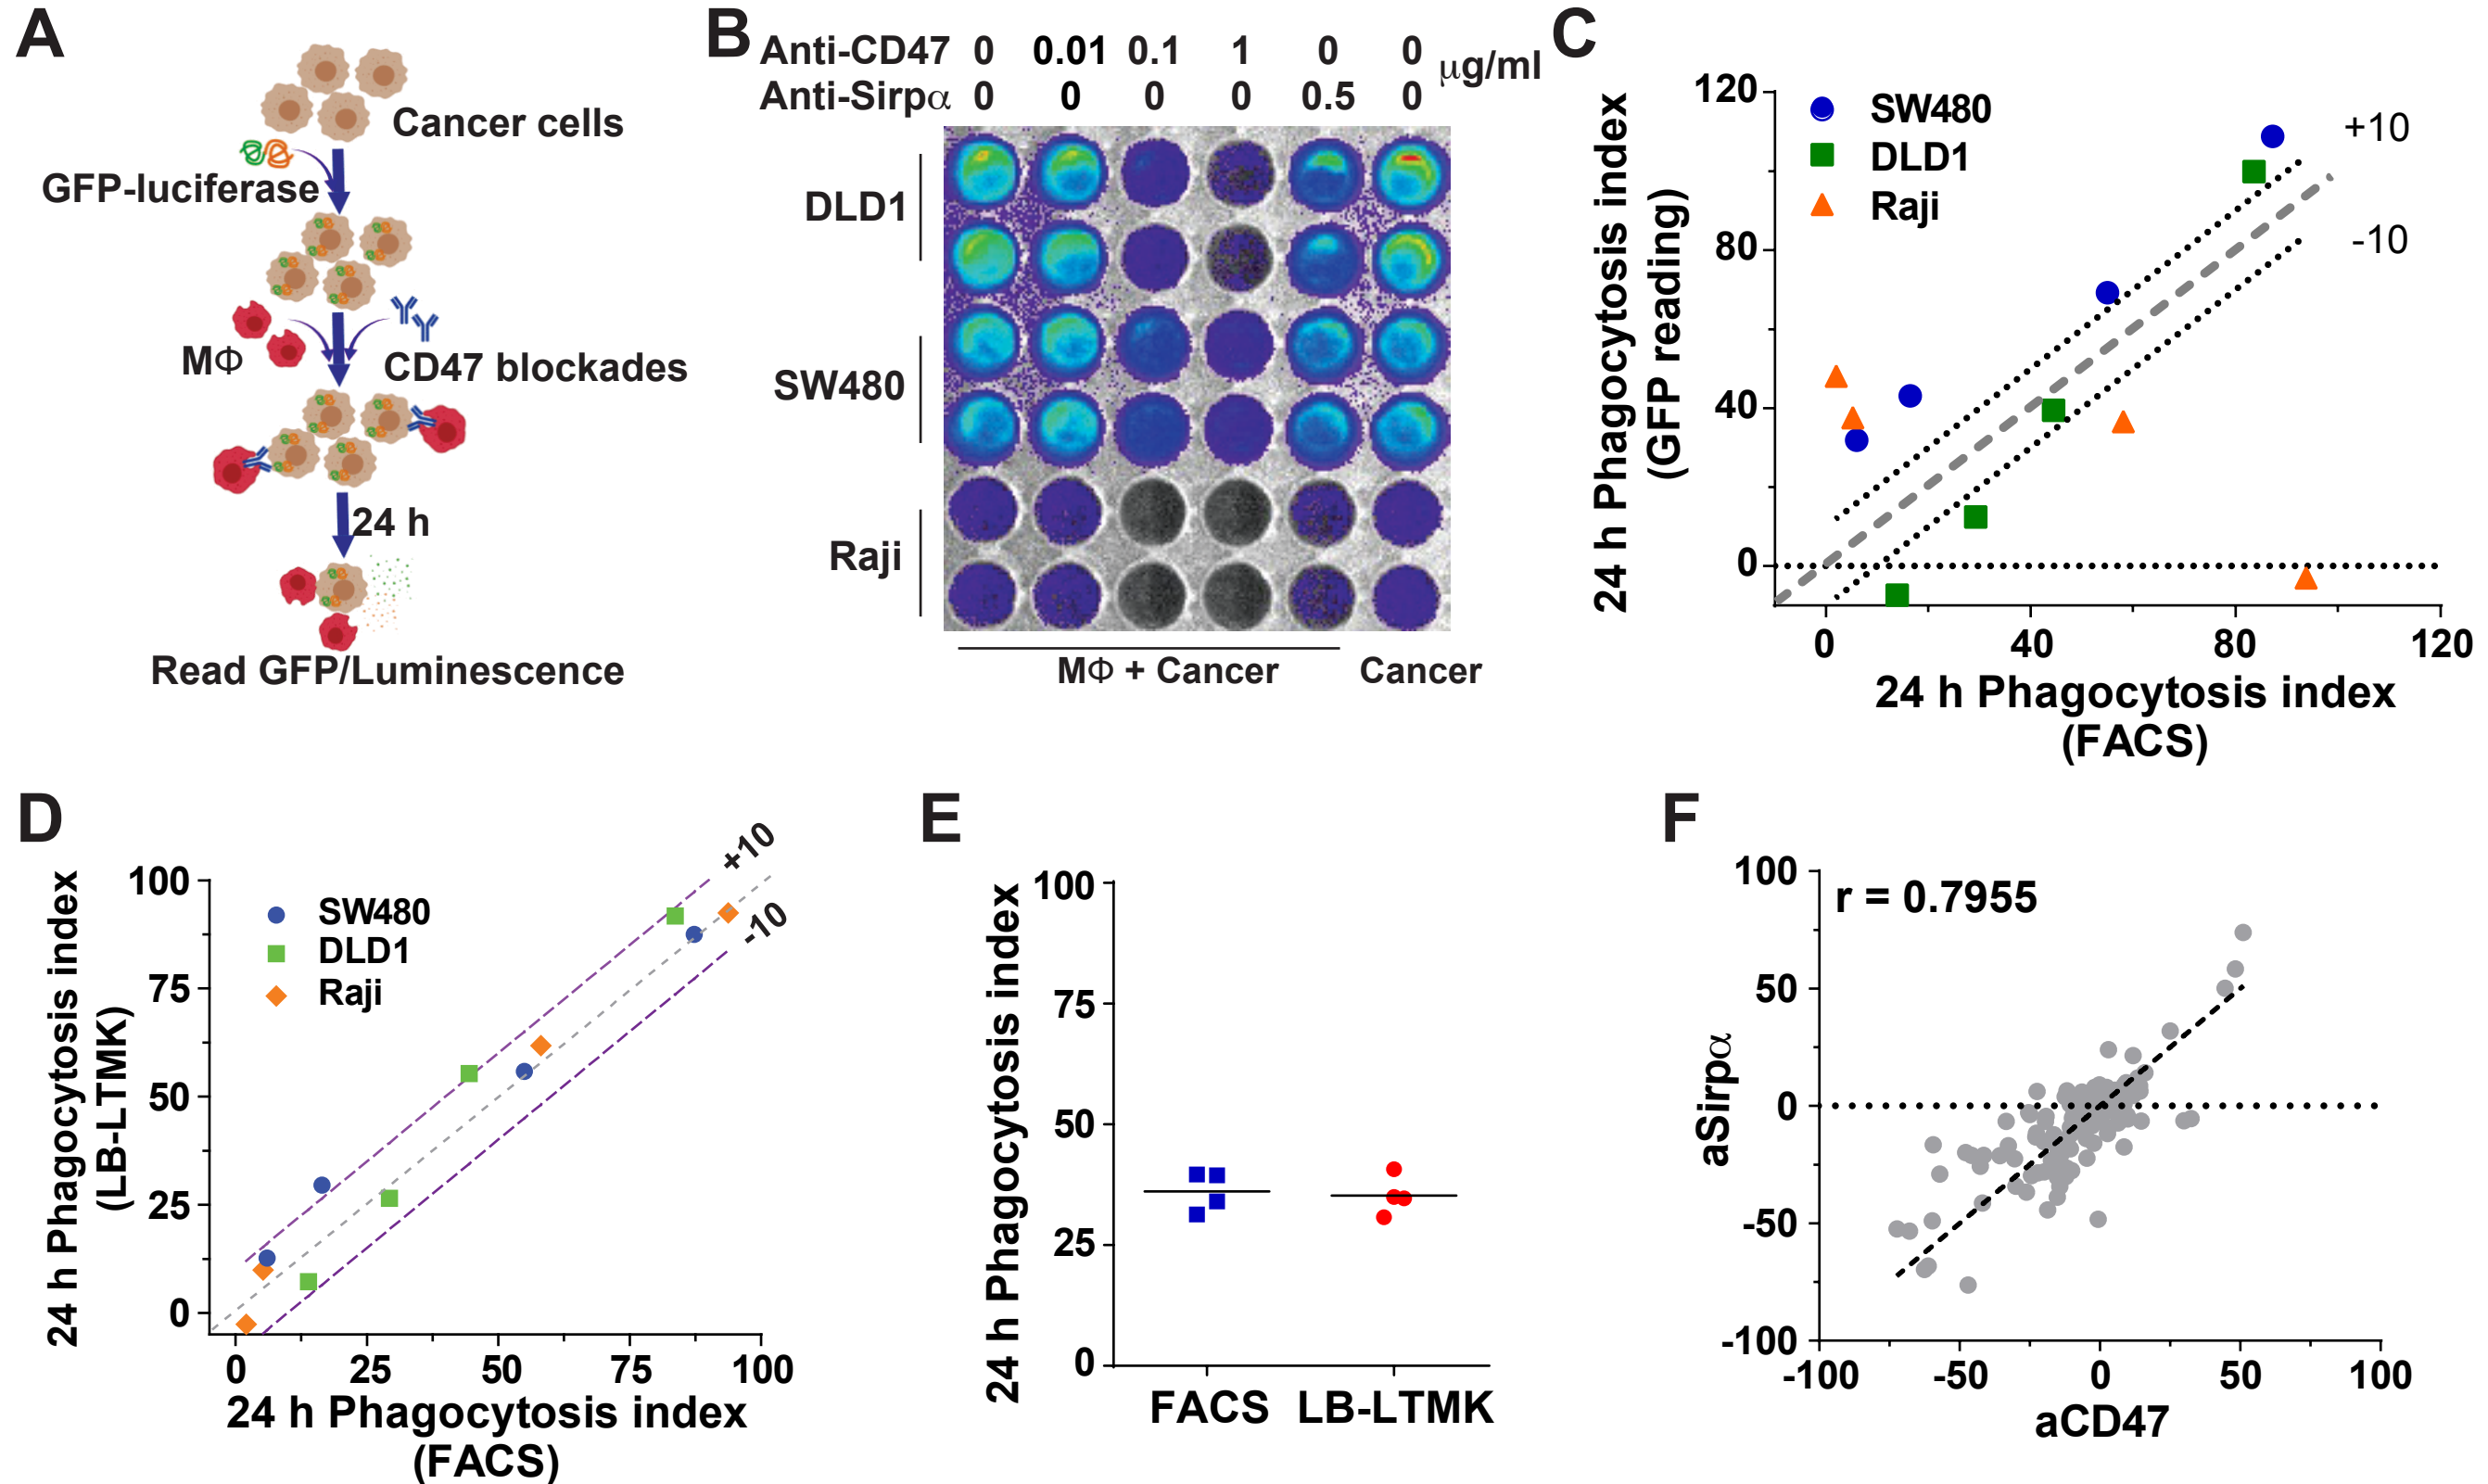 A
Cancer cells
GFP-luciferase
MΦ
CD47 blockades
24 h
Read GFP/Luminescence
B
Anti-CD47 0 0.01 0.1 1 0 0
Anti-Sirpα 0 0 0 0 0.5 0
μg/ml
DLD1
SW480
Raji
MΦ + Cancer
Cancer
C
24 h Phagocytosis index
(GFP reading)
120
80
40
0
SW480
DLD1
Raji
+10
-10
0 40 80 120
24 h Phagocytosis index
(FACS)
D
24 h Phagocytosis index
(LB-LTMK)
100
75
50
25
0
SW480
DLD1
Raji
+10
-10
0 25 50 75 100
24 h Phagocytosis index
(FACS)
E
24 h Phagocytosis index
100
75
50
25
0
FACS LB-LTMK
F
aSirpα
100
50
0
-50
-100
r = 0.7955
-100 -50 0 50 100
aCD47